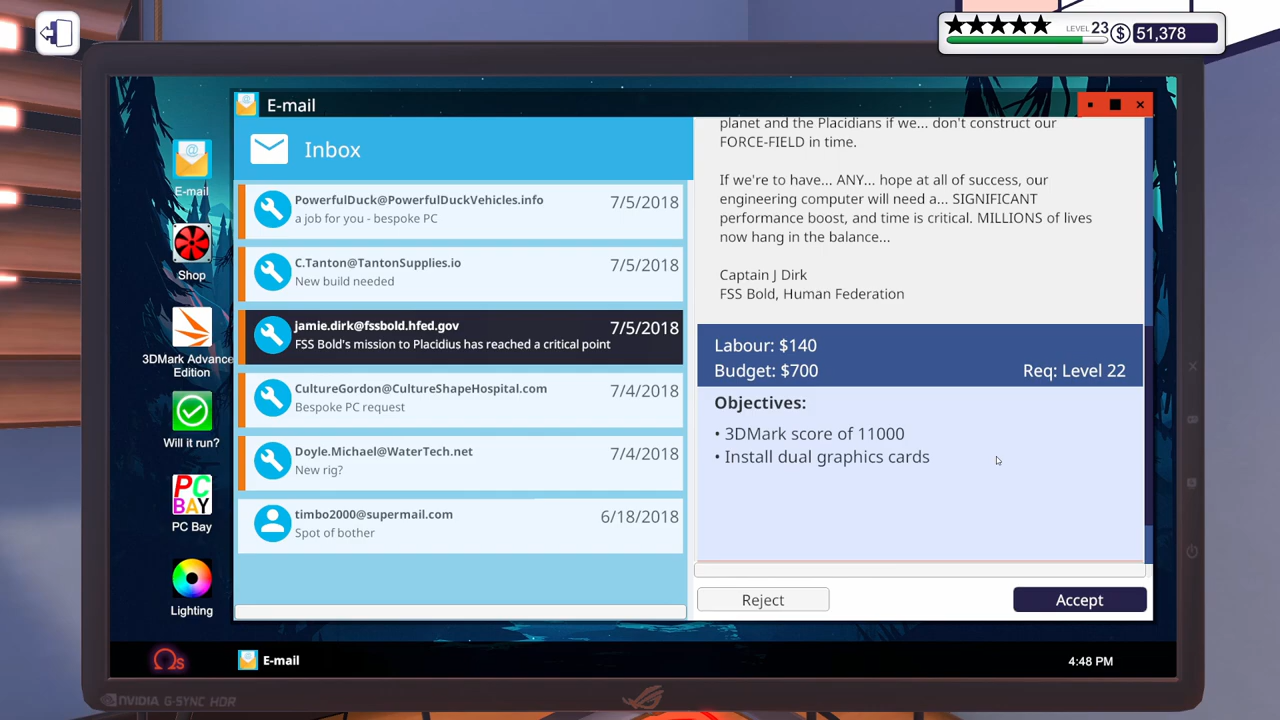 LEVEL 23
$ 51,378
E-mail
Inbox
PowerfulDuck@PowerfulDuckVehicles.info
7/5/2018
a job for you - bespoke PC
C.Tanton@TantonSupplies.io
7/5/2018
New build needed
jamie.dirk@fssbold.hfed.gov
7/5/2018
FSS Bold's mission to Placidius has reached a critical point
CultureGordon@CultureShapeHospital.com
7/4/2018
Bespoke PC request
Doyle.Michael@WaterTech.net
7/4/2018
New rig?
timbo2000@supermail.com
6/18/2018
Spot of bother
planet and the Placidians if we... don't construct our
FORCE-FIELD in time.
If we're to have... ANY... hope at all of success, our
engineering computer will need a... SIGNIFICANT
performance boost, and time is critical. MILLIONS of lives
now hang in the balance...
Captain J Dirk
FSS Bold, Human Federation
Labour: $140
Budget: $700
Req: Level 22
Objectives:
• 3DMark score of 11000
• Install dual graphics cards
Reject
Accept
E-mail
Shop
3DMark Advance
Edition
Will it run?
PC
BAY
PC Bay
Lighting
Ωs
E-mail
4:48 PM
NVIDIA G-SYNC HDR